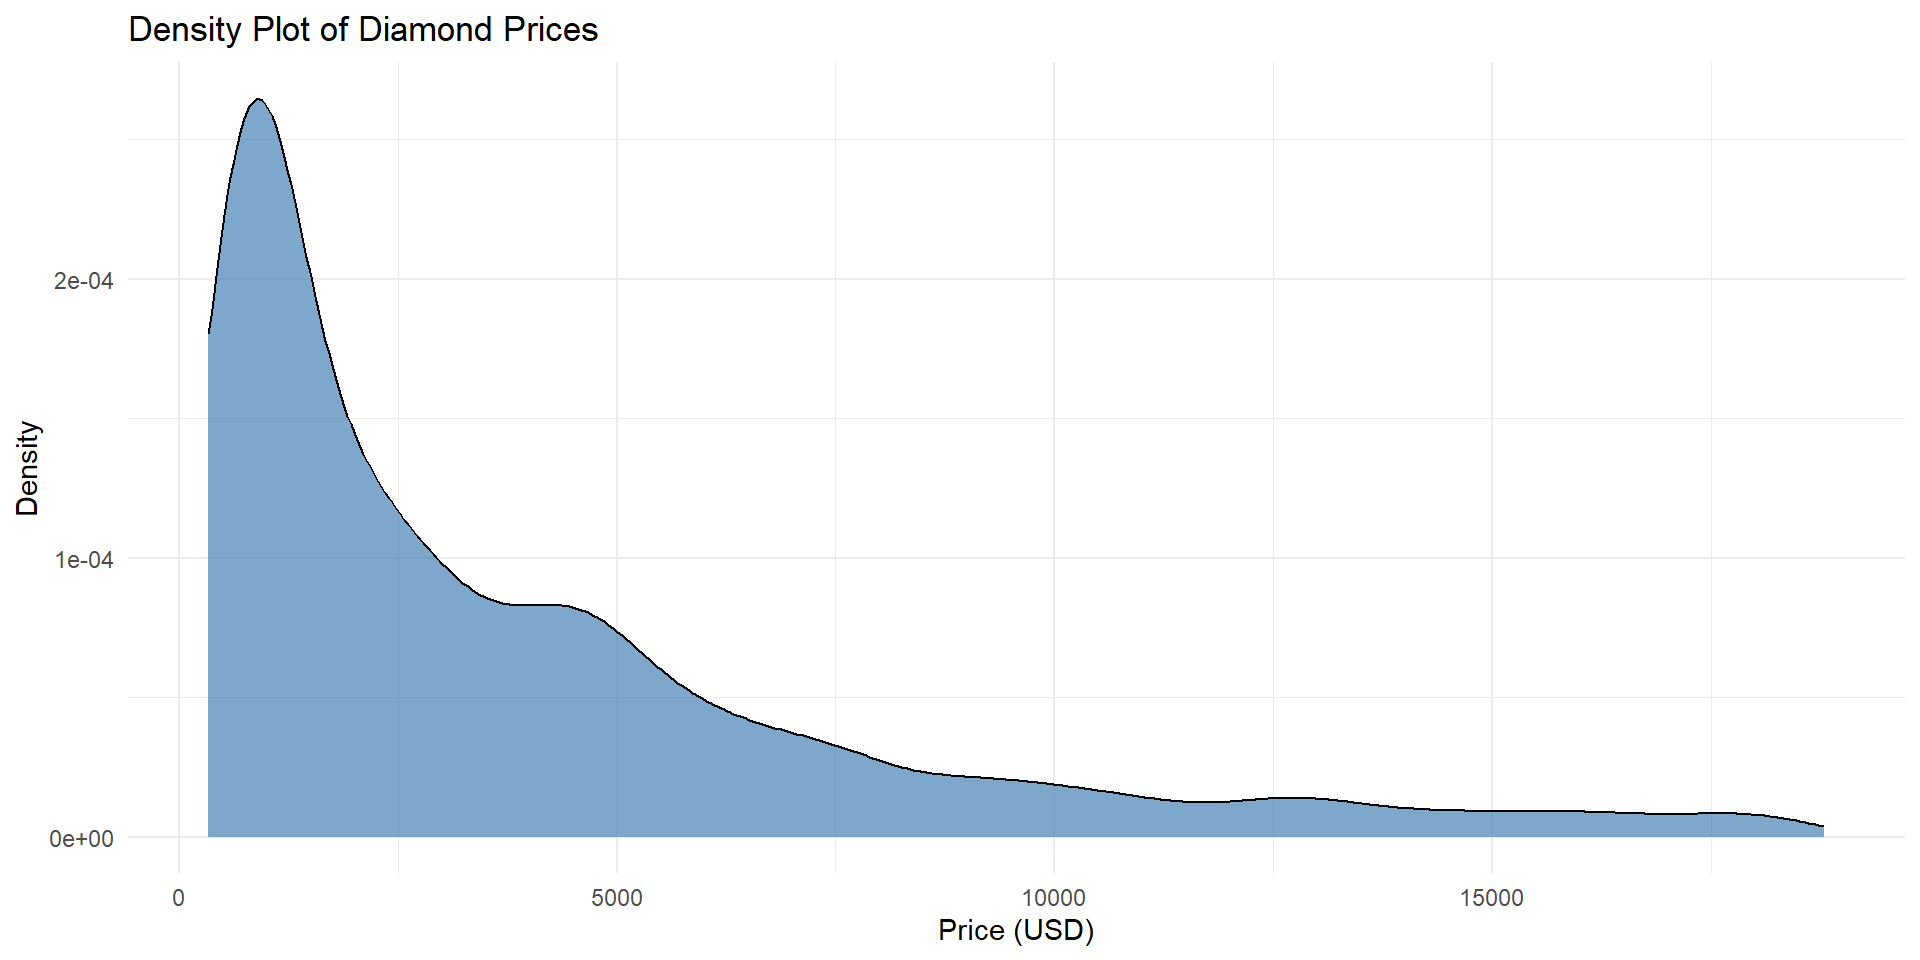 Density Plot of Diamond Prices
Density
2e-04
1e-04
0e+00
0
5000
10000
15000
Price (USD)